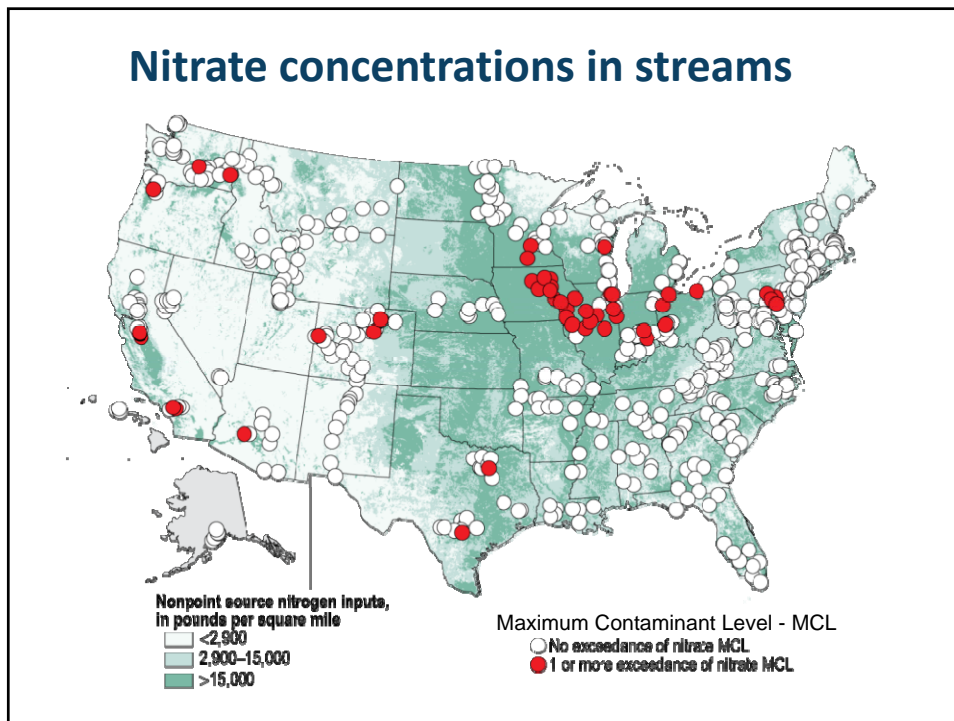 Nitrate concentrations in streams
Nonpoint source nitrogen inputs,
in pounds per square mile
<2,900
2,900–15,000
>15,000
Maximum Contaminant Level - MCL
No exceedance of nitrate MCL
1 or more exceedance of nitrate MCL